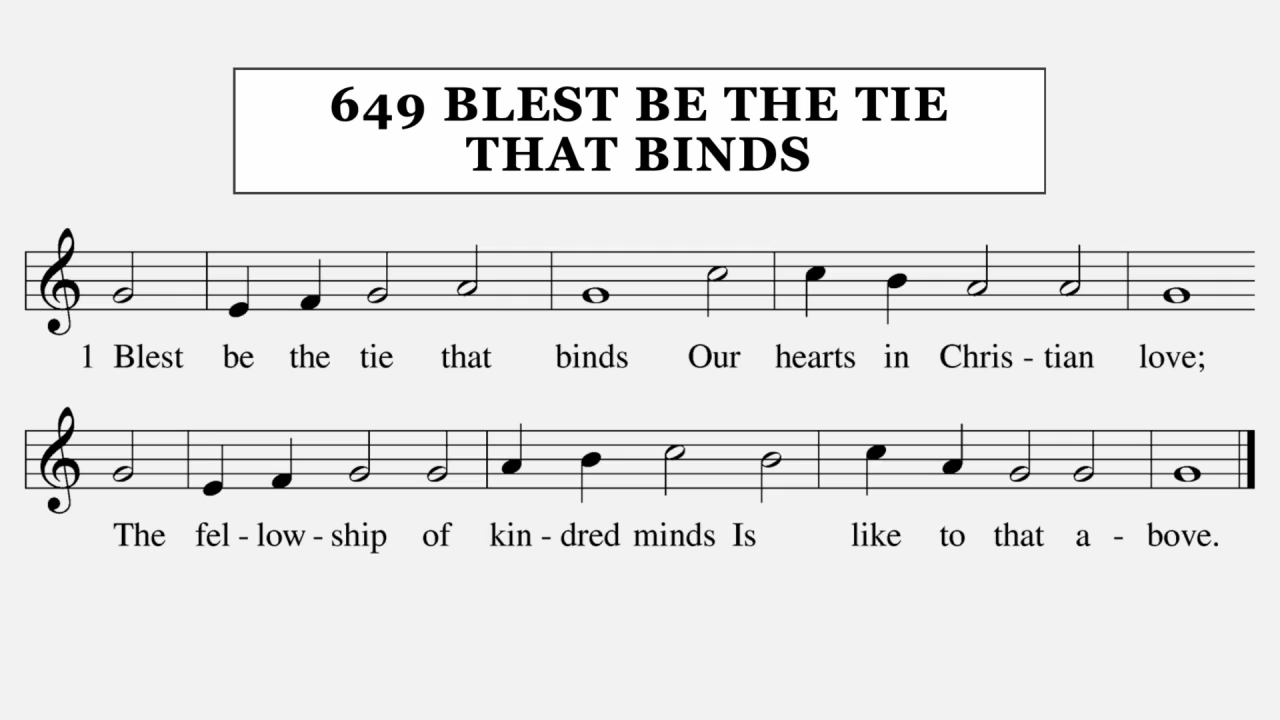 649 BLEST BE THE TIE
THAT BINDS
1 Blest be the tie that binds Our hearts in Chris - tian love;
The fel - low - ship of kin - dred minds Is like to that a - bove.